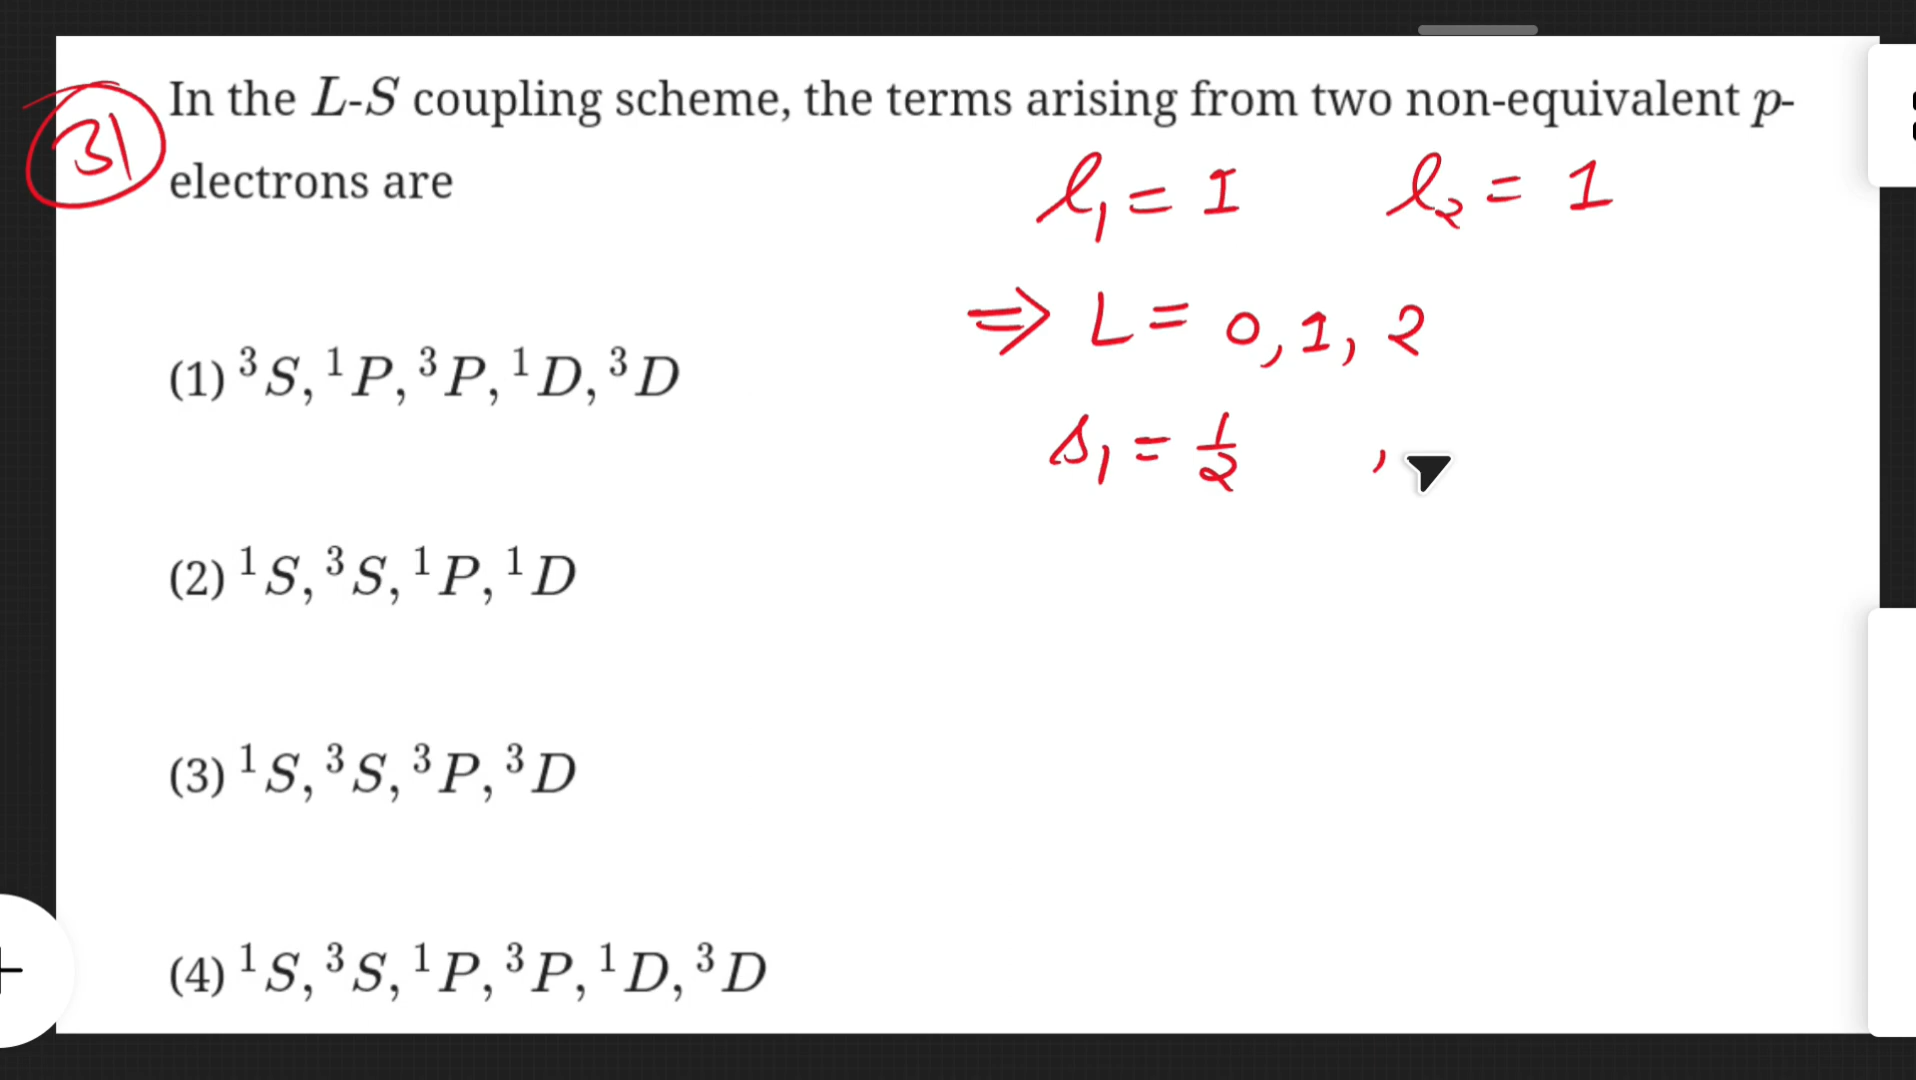 31
In the L-S coupling scheme, the terms arising from two non-equivalent p-
electrons are
l₁ = 1 l₂ = 1
⇒ L = 0, 1, 2
(1) ³S, ¹P, ³P, ¹D, ³D
s₁ = 1/2 ,
(2) ¹S, ³S, ¹P, ¹D
(3) ¹S, ³S, ³P, ³D
(4) ¹S, ³S, ¹P, ³P, ¹D, ³D